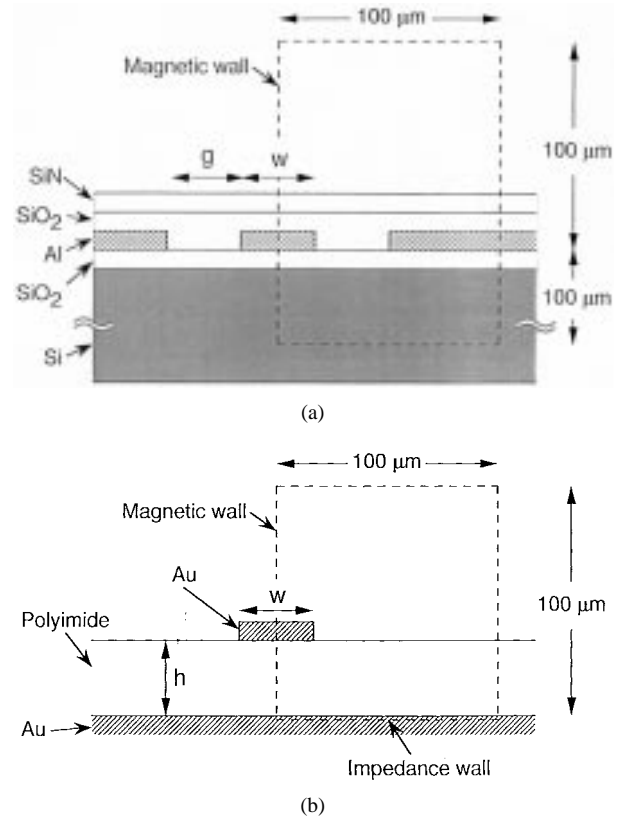 100 μm
Magnetic wall
100 μm
g
w
SiN
SiO2
Al
SiO2
100 μm
Si
(a)
100 μm
Magnetic wall
Au
w
100 μm
Polyimide
h
Au
Impedance wall
(b)